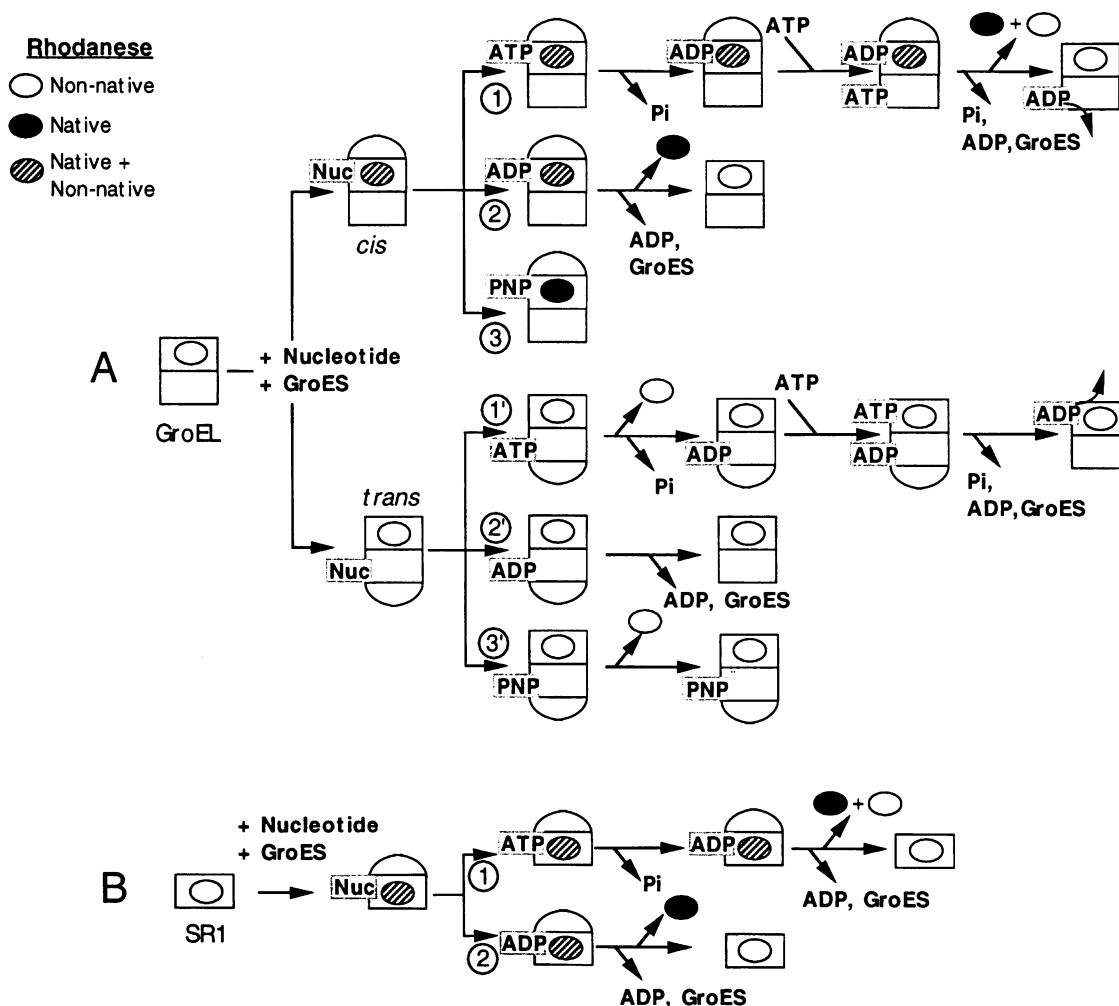 Rhodanese
Non-native
Native
Native +
Non-native
A
GroEL
+ Nucleotide
+ GroES
Nuc
cis
1
ATP
Pi
ADP
ATP
ADP
ATP
+
Pi,
ADP, GroES
ADP
2
ADP
ADP,
GroES
3
PNP
trans
Nuc
1'
ATP
Pi
ADP
ATP
ATP
ADP
Pi,
ADP, GroES
ADP
2'
ADP
ADP, GroES
3'
PNP
PNP
B
SR1
+ Nucleotide
+ GroES
Nuc
1
ATP
Pi
ADP
+
ADP, GroES
2
ADP
ADP, GroES